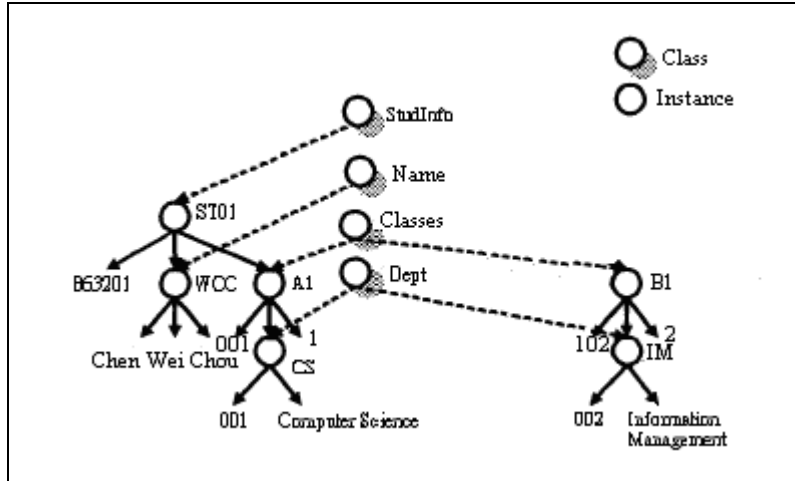 Class
Instance
StudInfo
Name
ST01
Classes
Dept
B63201
WCC
A1
B1
001
1
102
2
Chen Wei Chou
CS
IM
001
Computer Science
002
Information
Management